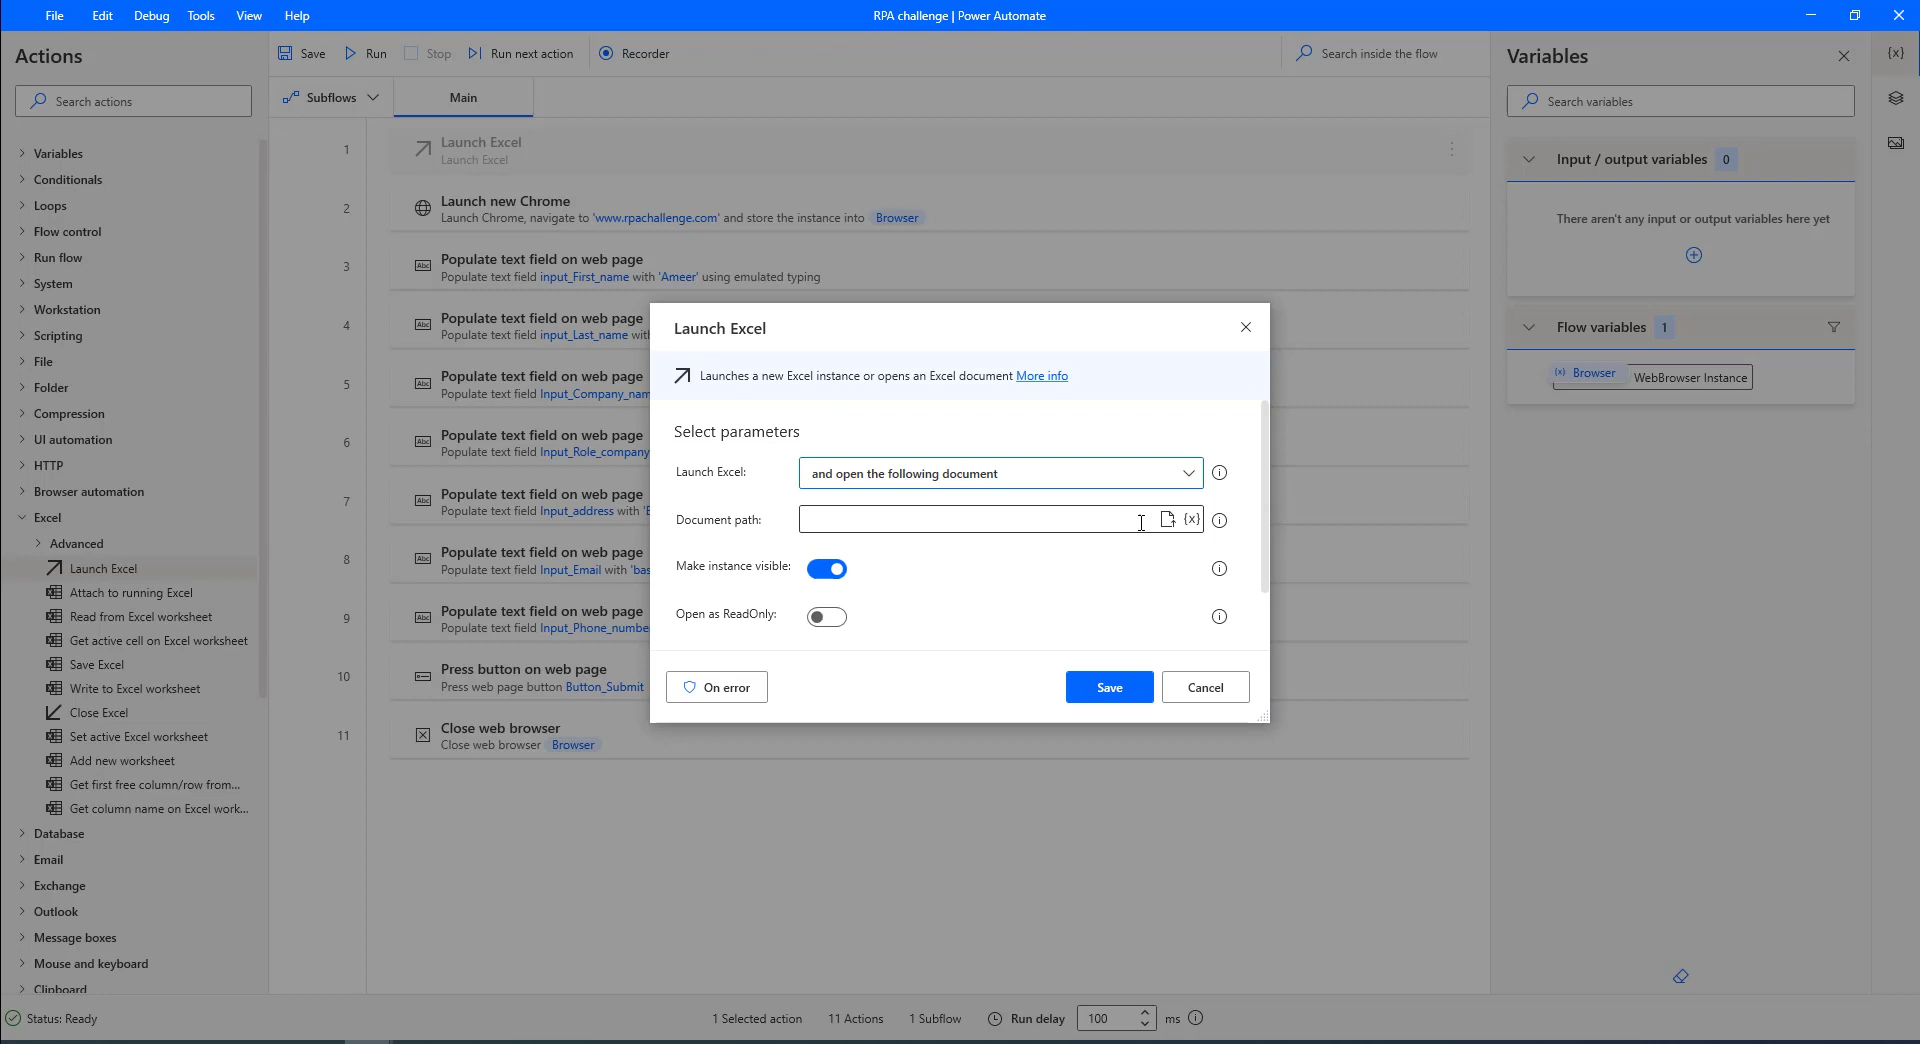 File Edit Debug Tools View Help
RPA challenge | Power Automate
Actions
Search actions
Variables
Conditionals
Loops
Flow control
Run flow
System
Workstation
Scripting
File
Folder
Compression
UI automation
HTTP
Browser automation
Excel
Advanced
Launch Excel
Attach to running Excel
Read from Excel worksheet
Get active cell on Excel worksheet
Save Excel
Write to Excel worksheet
Close Excel
Set active Excel worksheet
Add new worksheet
Get first free column/row from...
Get column name on Excel work...
Database
Email
Exchange
Outlook
Message boxes
Mouse and keyboard
Clipboard
Save Run Stop Run next action Recorder
Search inside the flow
Subflows Main
1 Launch Excel
Launch Excel
2 Launch new Chrome
Launch Chrome, navigate to 'www.rpachallenge.com' and store the instance into Browser
3 Populate text field on web page
Populate text field input_First_name with 'Ameer' using emulated typing
4 Populate text field on web page
Populate text field input_Last_name with
5 Populate text field on web page
Populate text field Input_Company_nam
6 Populate text field on web page
Populate text field Input_Role_company
7 Populate text field on web page
Populate text field Input_address with
8 Populate text field on web page
Populate text field Input_Email with 'bas
9 Populate text field on web page
Populate text field Input_Phone_numbe
10 Press button on web page
Press web page button Button_Submit
11 Close web browser
Close web browser Browser
Launch Excel
Launches a new Excel instance or opens an Excel document More info
Select parameters
Launch Excel: and open the following document
Document path: {x}
Make instance visible:
Open as ReadOnly:
On error Save Cancel
Variables
{x}
Search variables
Input / output variables 0
There aren't any input or output variables here yet
Flow variables 1
(x) Browser WebBrowser Instance
Status: Ready
1 Selected action 11 Actions 1 Subflow Run delay 100 ms